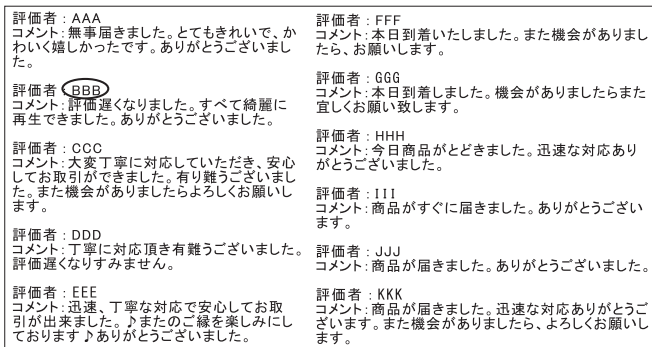 評価者：AAA
コメント：無事届きました。とてもきれいで、か
わいく嬉しかったです。ありがとうございまし
た。
評価者：BBB
コメント：評価遅くなりました。すべて綺麗に
再生できました。ありがとうございました。
評価者：CCC
コメント：大変丁寧に対応していただき、安心
してお取引ができました。有り難うございまし
た。また機会がありましたらよろしくお願いし
ます。
評価者：DDD
コメント：丁寧に対応頂き有難うございました。
評価遅くなりすみません。
評価者：EEE
コメント：迅速、丁寧な対応で安心してお取
引が出来ました。♪またのご縁を楽しみにし
ております♪ありがとうございました。
評価者：FFF
コメント：本日到着いたしました。また機会がありまし
たら、お願いします。
評価者：GGG
コメント：本日到着しました。機会がありましたらまた
宜しくお願い致します。
評価者：HHH
コメント：今日商品がとどきました。迅速な対応あり
がとうございました。
評価者：III
コメント：商品がすぐに届きました。ありがとうござい
ます。
評価者：JJJ
コメント：商品が届きました。ありがとうございました。
評価者：KKK
コメント：商品が届きました。迅速な対応ありがとうご
ざいます。また機会がありましたら、よろしくお願いし
ます。